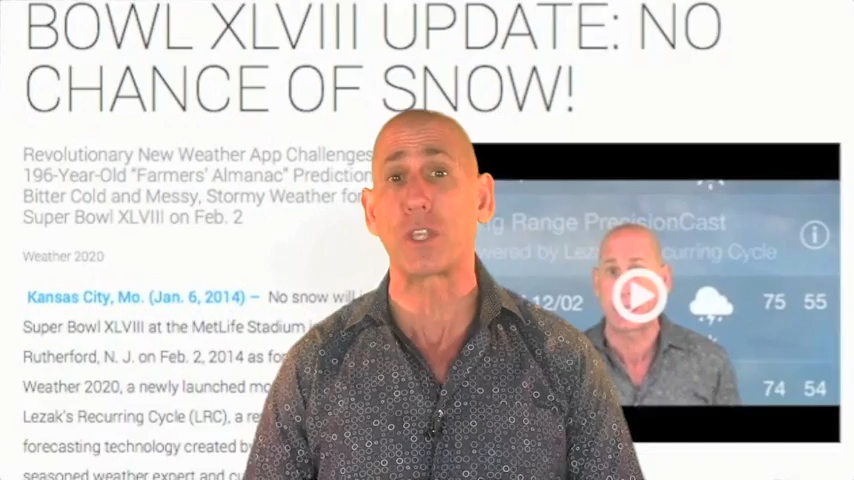 BOWL XLVIII UPDATE: NO
CHANCE OF SNOW!
Revolutionary New Weather App Challenges
196-Year-Old “Farmers’ Almanac” Prediction
Bitter Cold and Messy, Stormy Weather for
Super Bowl XLVIII on Feb. 2
Weather 2020
Kansas City, Mo. (Jan. 6, 2014) – No snow will
Super Bowl XLVIII at the MetLife Stadium
Rutherford, N. J. on Feb. 2, 2014 as
Weather 2020, a newly launched
Lezak's Recurring Cycle (LRC), a
forecasting technology created by
seasoned weather expert and
Range PrecisionCast
powered by Lezak's Recurring Cycle
i
12/02
75 55
74 54